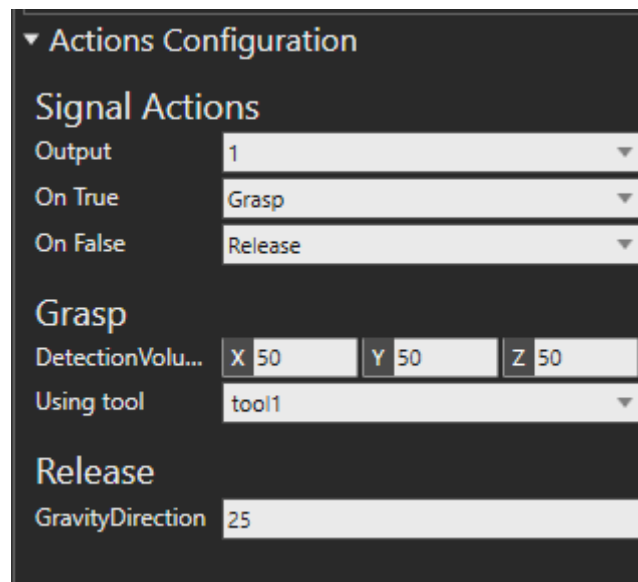 Actions Configuration
Signal Actions
Output 1
On True Grasp
On False Release
Grasp
DetectionVolu... X 50 Y 50 Z 50
Using tool tool1
Release
GravityDirection 25